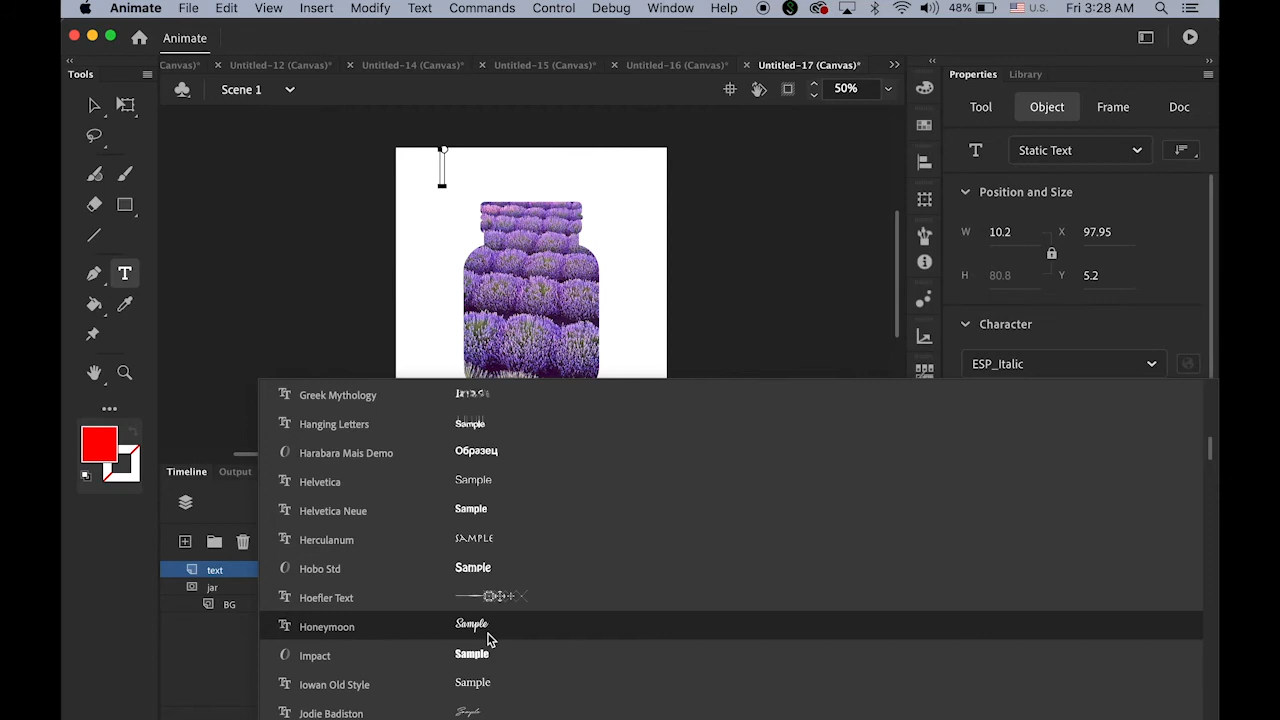 Animate File Edit View Insert Modify Text Commands Control Debug Window Help 48% U.S. Fri 3:28 AM
Animate
Tools
(Canvas)* Untitled-12 (Canvas)* Untitled-14 (Canvas)* Untitled-15 (Canvas)* Untitled-16 (Canvas)* Untitled-17 (Canvas)*
Scene 1 50%
Properties Library
Tool Object Frame Doc
Static Text
Position and Size
W 10.2 X 97.95
H 80.8 Y 5.2
Character
ESP_Italic
Timeline Output
text
jar
BG
Greek Mythology
Hanging Letters Sample
Harabara Mais Demo Образец
Helvetica Sample
Helvetica Neue Sample
Herculanum SAMPLE
Hobo Std Sample
Hoefler Text
Honeymoon Sample
Impact Sample
Iowan Old Style Sample
Jodie Badiston Sample